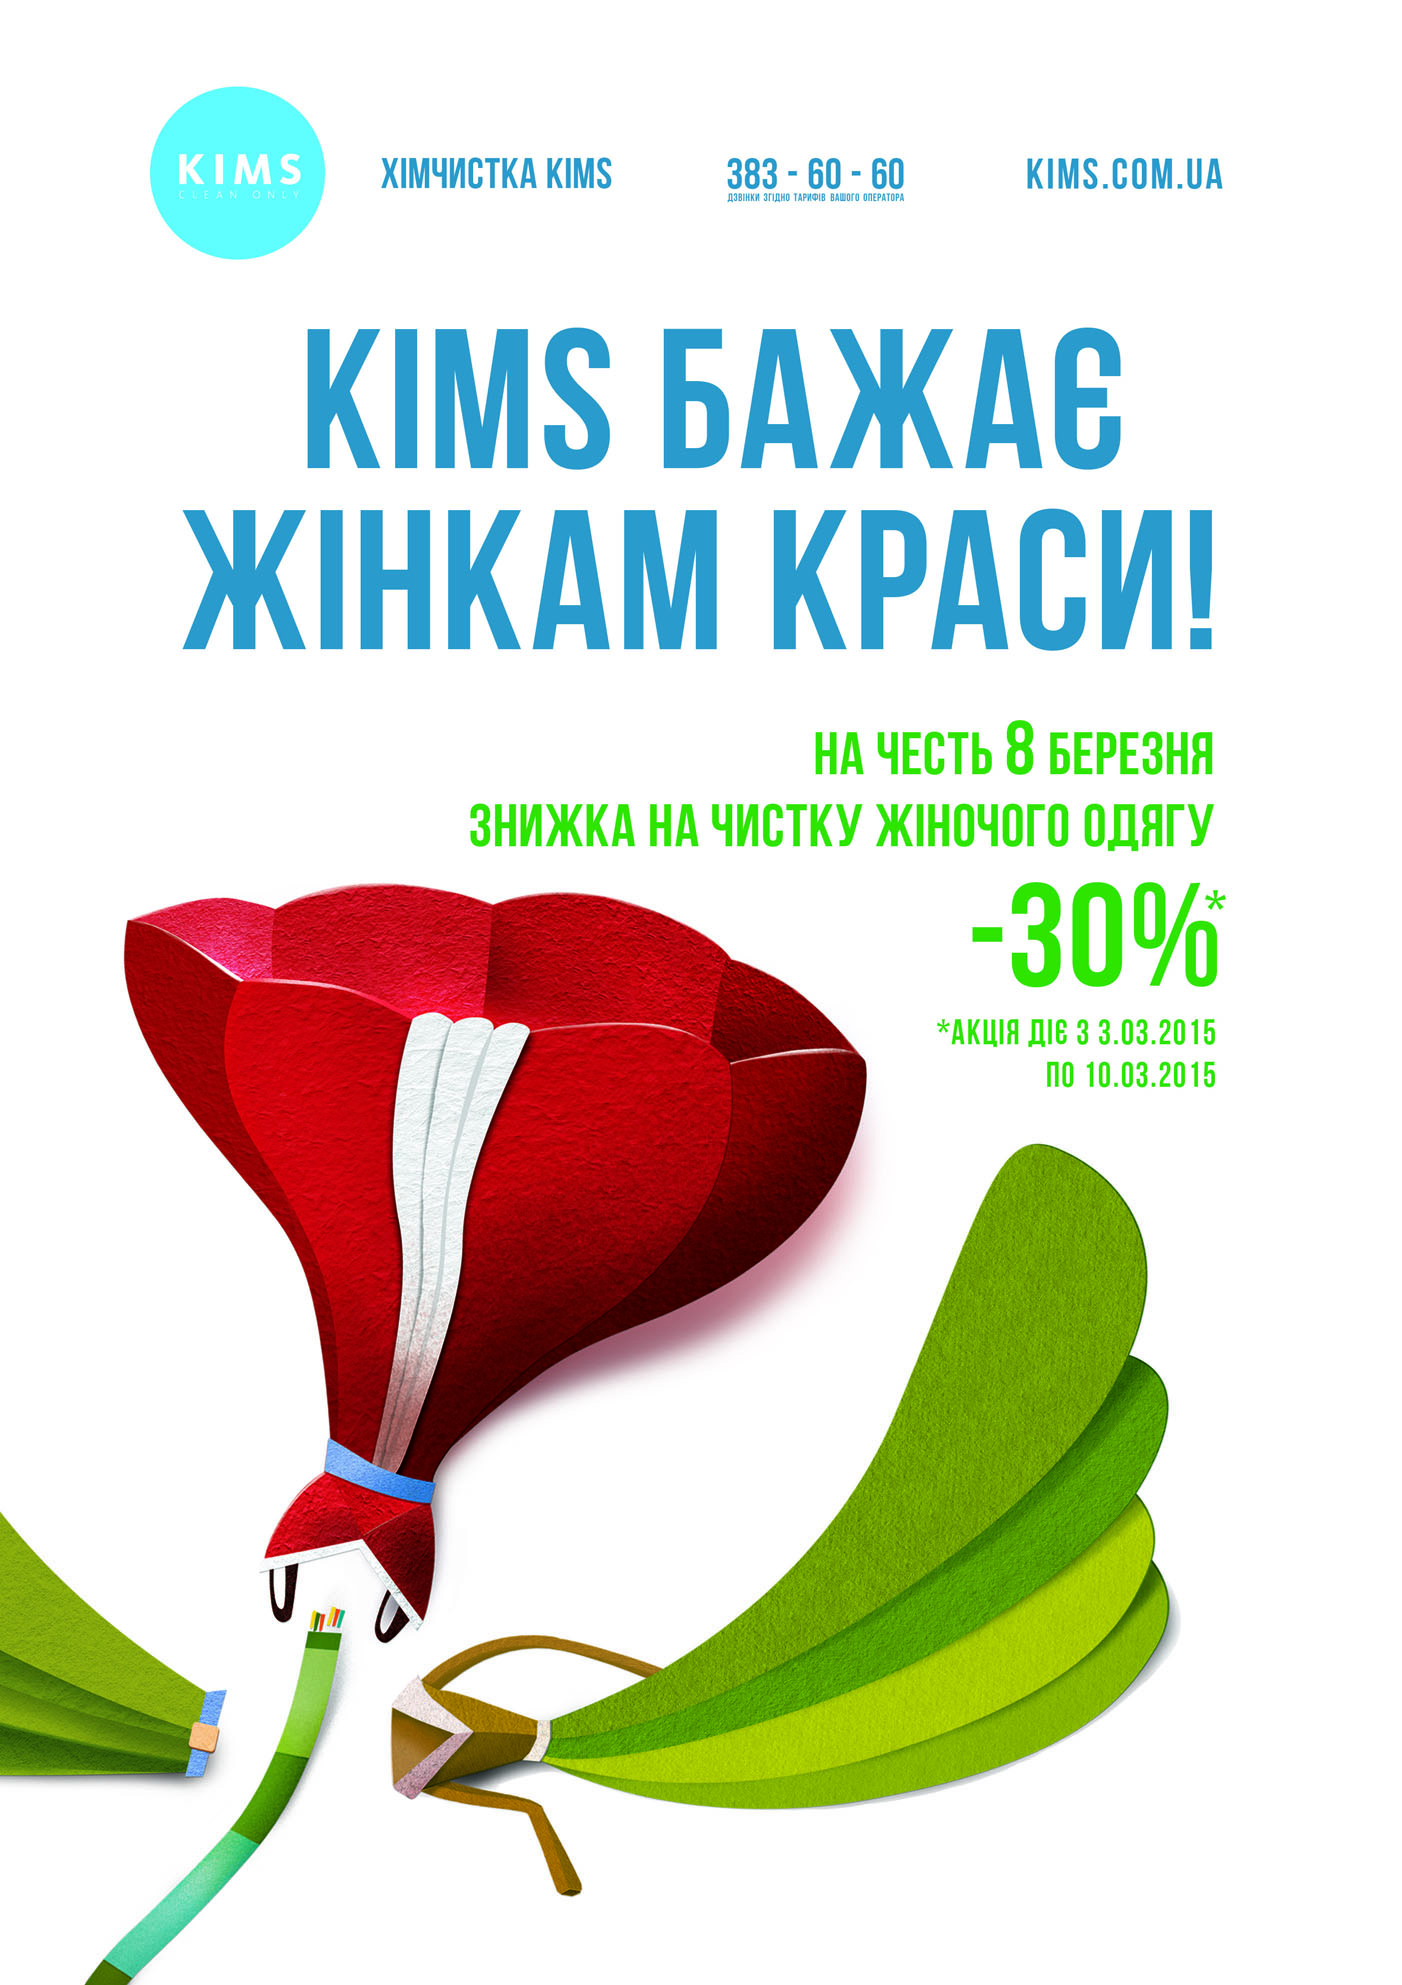 KIMS
CLEAN ONLY
ХІМЧИСТКА KIMS
383 - 60 - 60
ДЗВІНКИ ЗГІДНО ТАРИФІВ ВАШОГО ОПЕРАТОРА
KIMS.COM.UA
KIMS БАЖАЄ
ЖІНКАМ КРАСИ!
НА ЧЕСТЬ 8 БЕРЕЗНЯ
ЗНИЖКА НА ЧИСТКУ ЖІНОЧОГО ОДЯГУ
-30%*
*АКЦІЯ ДІЄ З 3.03.2015
ПО 10.03.2015